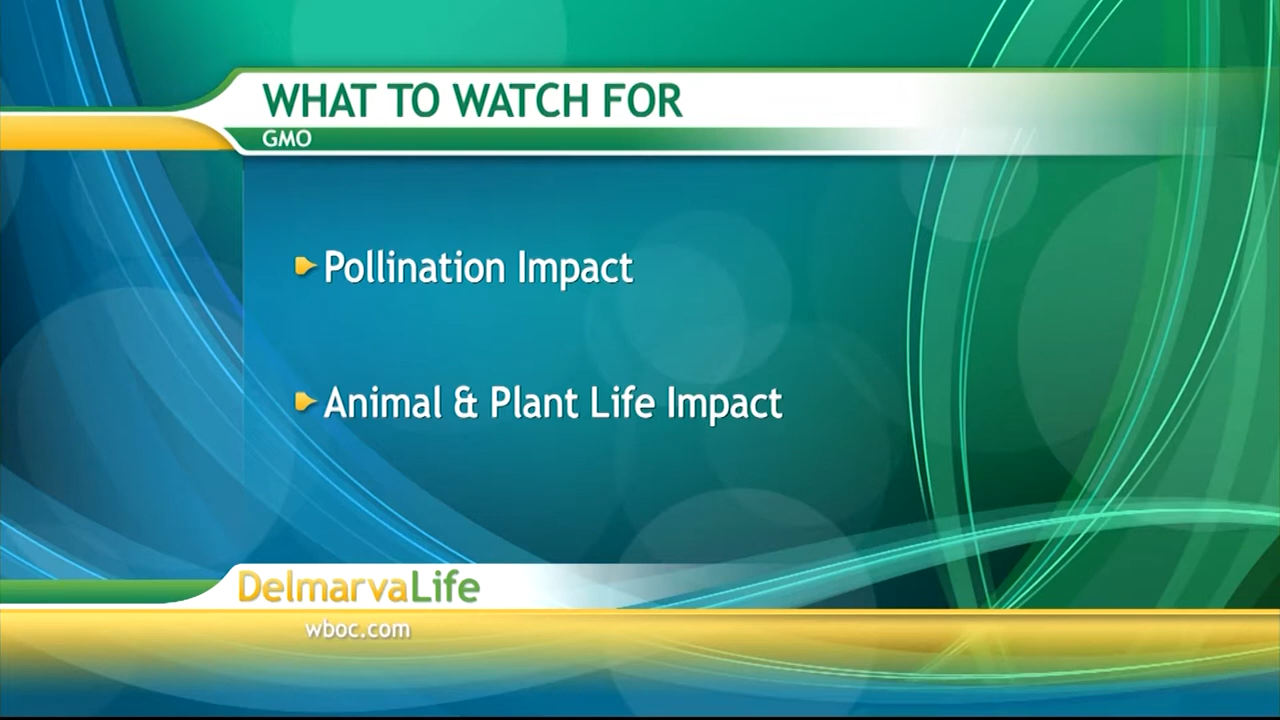 WHAT TO WATCH FOR
GMO
Pollination Impact
Animal & Plant Life Impact
DelmarvaLife
wboc.com